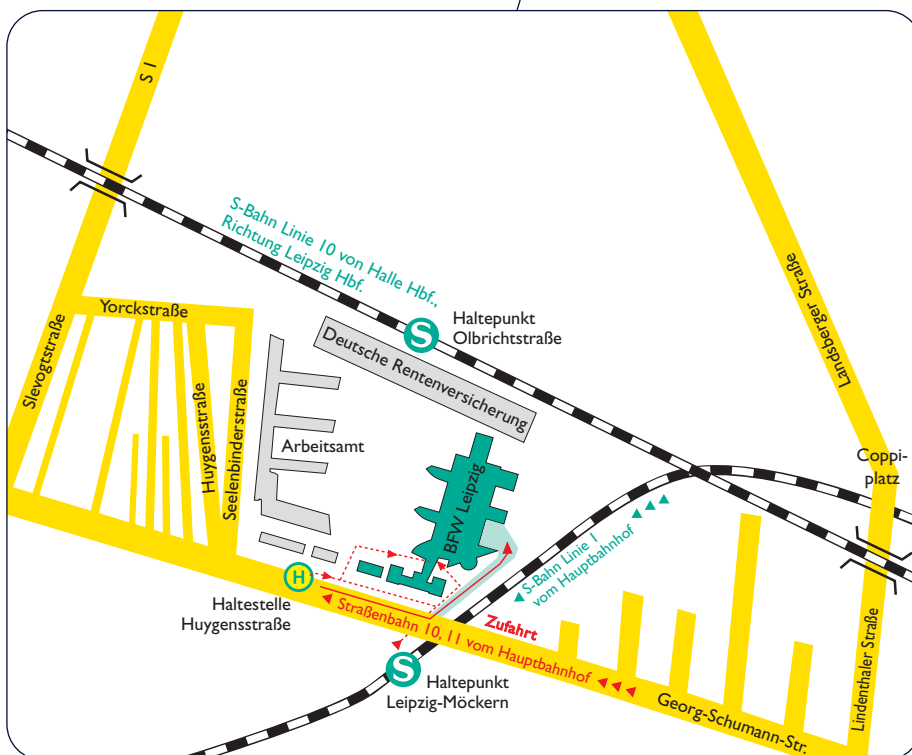 S 1
S-Bahn Linie 10 von Halle Hbf.,
Richtung Leipzig Hbf.
Landsberger Straße
S
Haltepunkt
Olbrichtstraße
Yorckstraße
Slevogtstraße
Deutsche Rentenversicherung
Huygensstraße
Seelenbinderstraße
Arbeitsamt
BFW Leipzig
Coppi-
platz
S-Bahn Linie 1
vom Hauptbahnhof
H
Haltestelle
Huygensstraße
Straßenbahn 10, 11 vom Hauptbahnhof
Zufahrt
S
Haltepunkt
Leipzig-Möckern
Georg-Schumann-Str.
Lindenthaler Straße